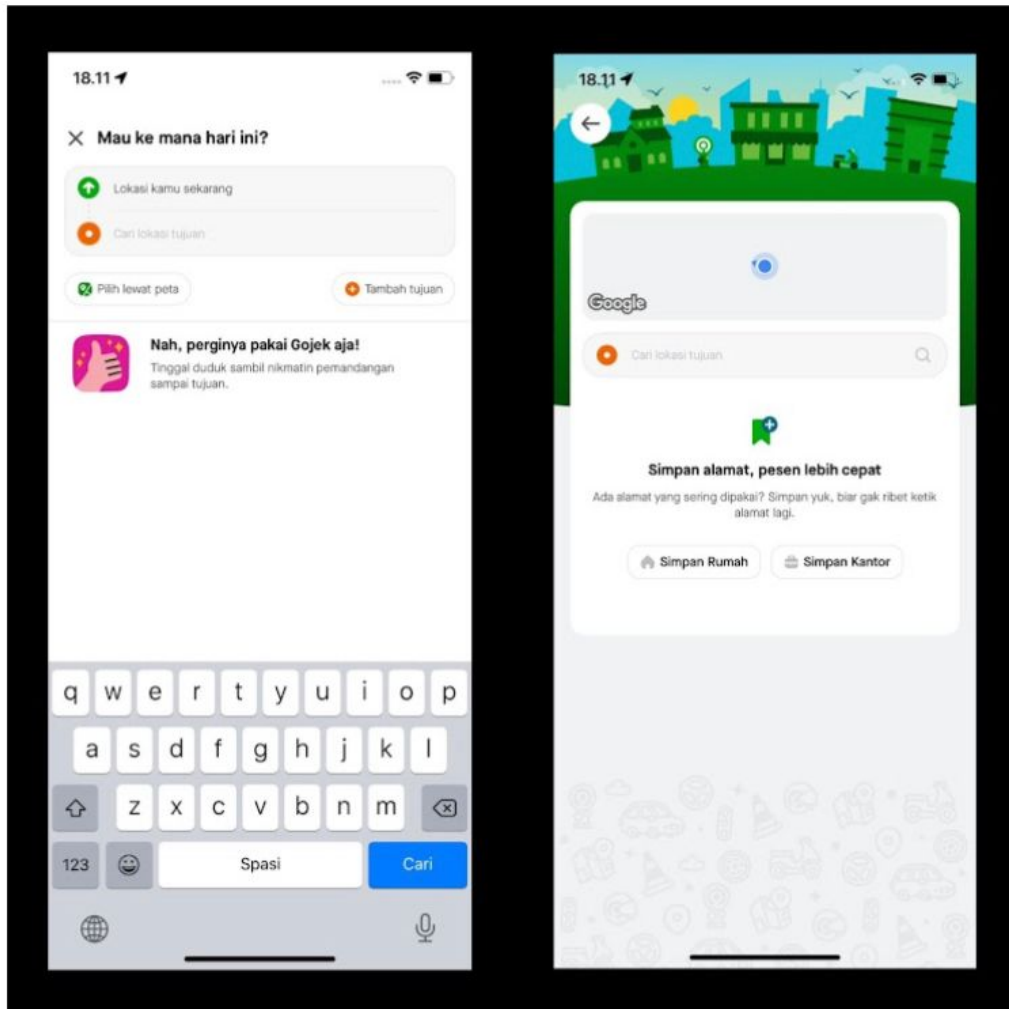 18.11
Mau ke mana hari ini?
Lokasi kamu sekarang
Cari lokasi tujuan
Pilih lewat peta
Tambah tujuan
Nah, perginya pakai Gojek aja!
Tinggal duduk sambil nikmatin pemandangan
sampai tujuan.
q w e r t y u i o p
a s d f g h j k l
z x c v b n m
123
Spasi
Cari
18.11
Google
Cari lokasi tujuan
Simpan alamat, pesen lebih cepat
Ada alamat yang sering dipakai? Simpan yuk, biar gak ribet ketik
alamat lagi.
Simpan Rumah
Simpan Kantor